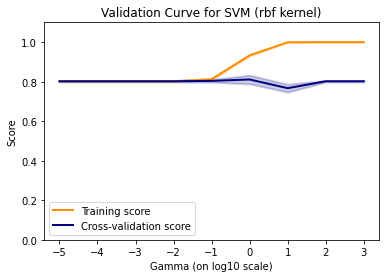 Validation Curve for SVM (rbf kernel)
1.0
0.8
0.6
0.4
0.2
0.0
Score
Training score
Cross-validation score
−5 −4 −3 −2 −1 0 1 2 3
Gamma (on log10 scale)